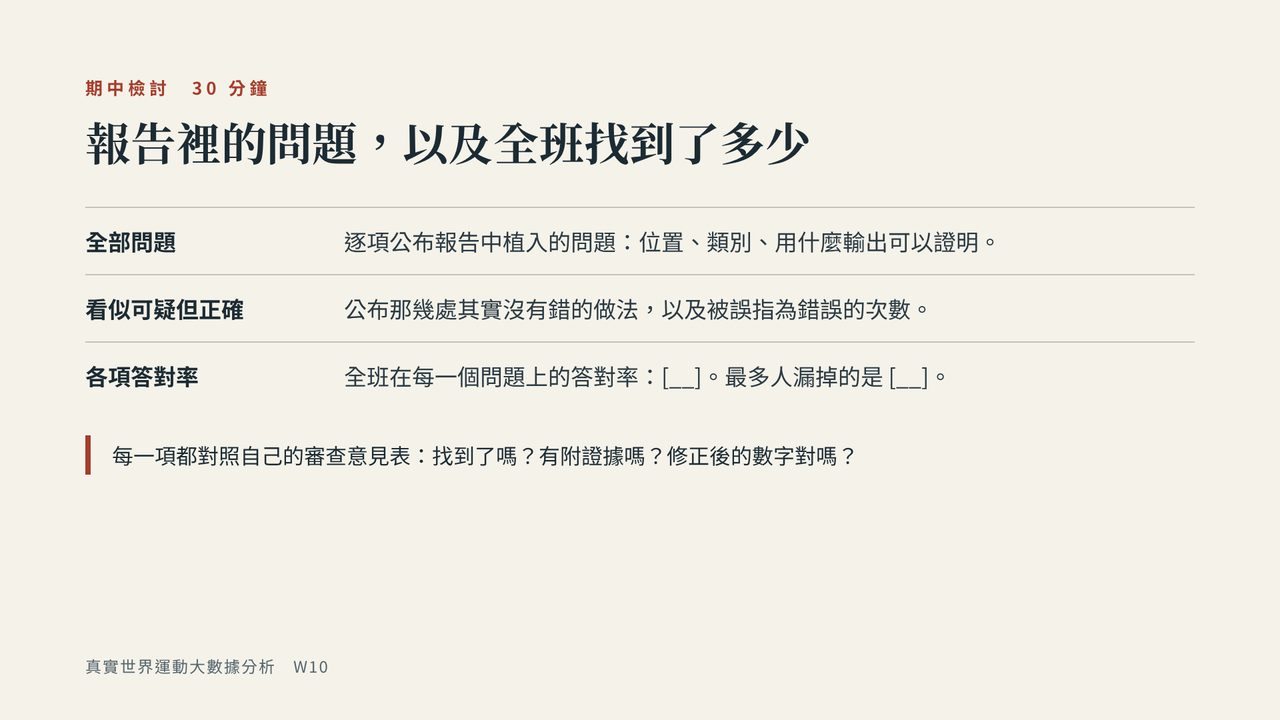 期中檢討　30 分鐘
報告裡的問題，以及全班找到了多少
全部問題　逐項公布報告中植入的問題：位置、類別、用什麼輸出可以證明。
看似可疑但正確　公布那幾處其實沒有錯的做法，以及被誤指為錯誤的次數。
各項答對率　全班在每一個問題上的答對率：[__]。最多人漏掉的是 [__]。
每一項都對照自己的審查意見表：找到了嗎？有附證據嗎？修正後的數字對嗎？
真實世界運動大數據分析　W10